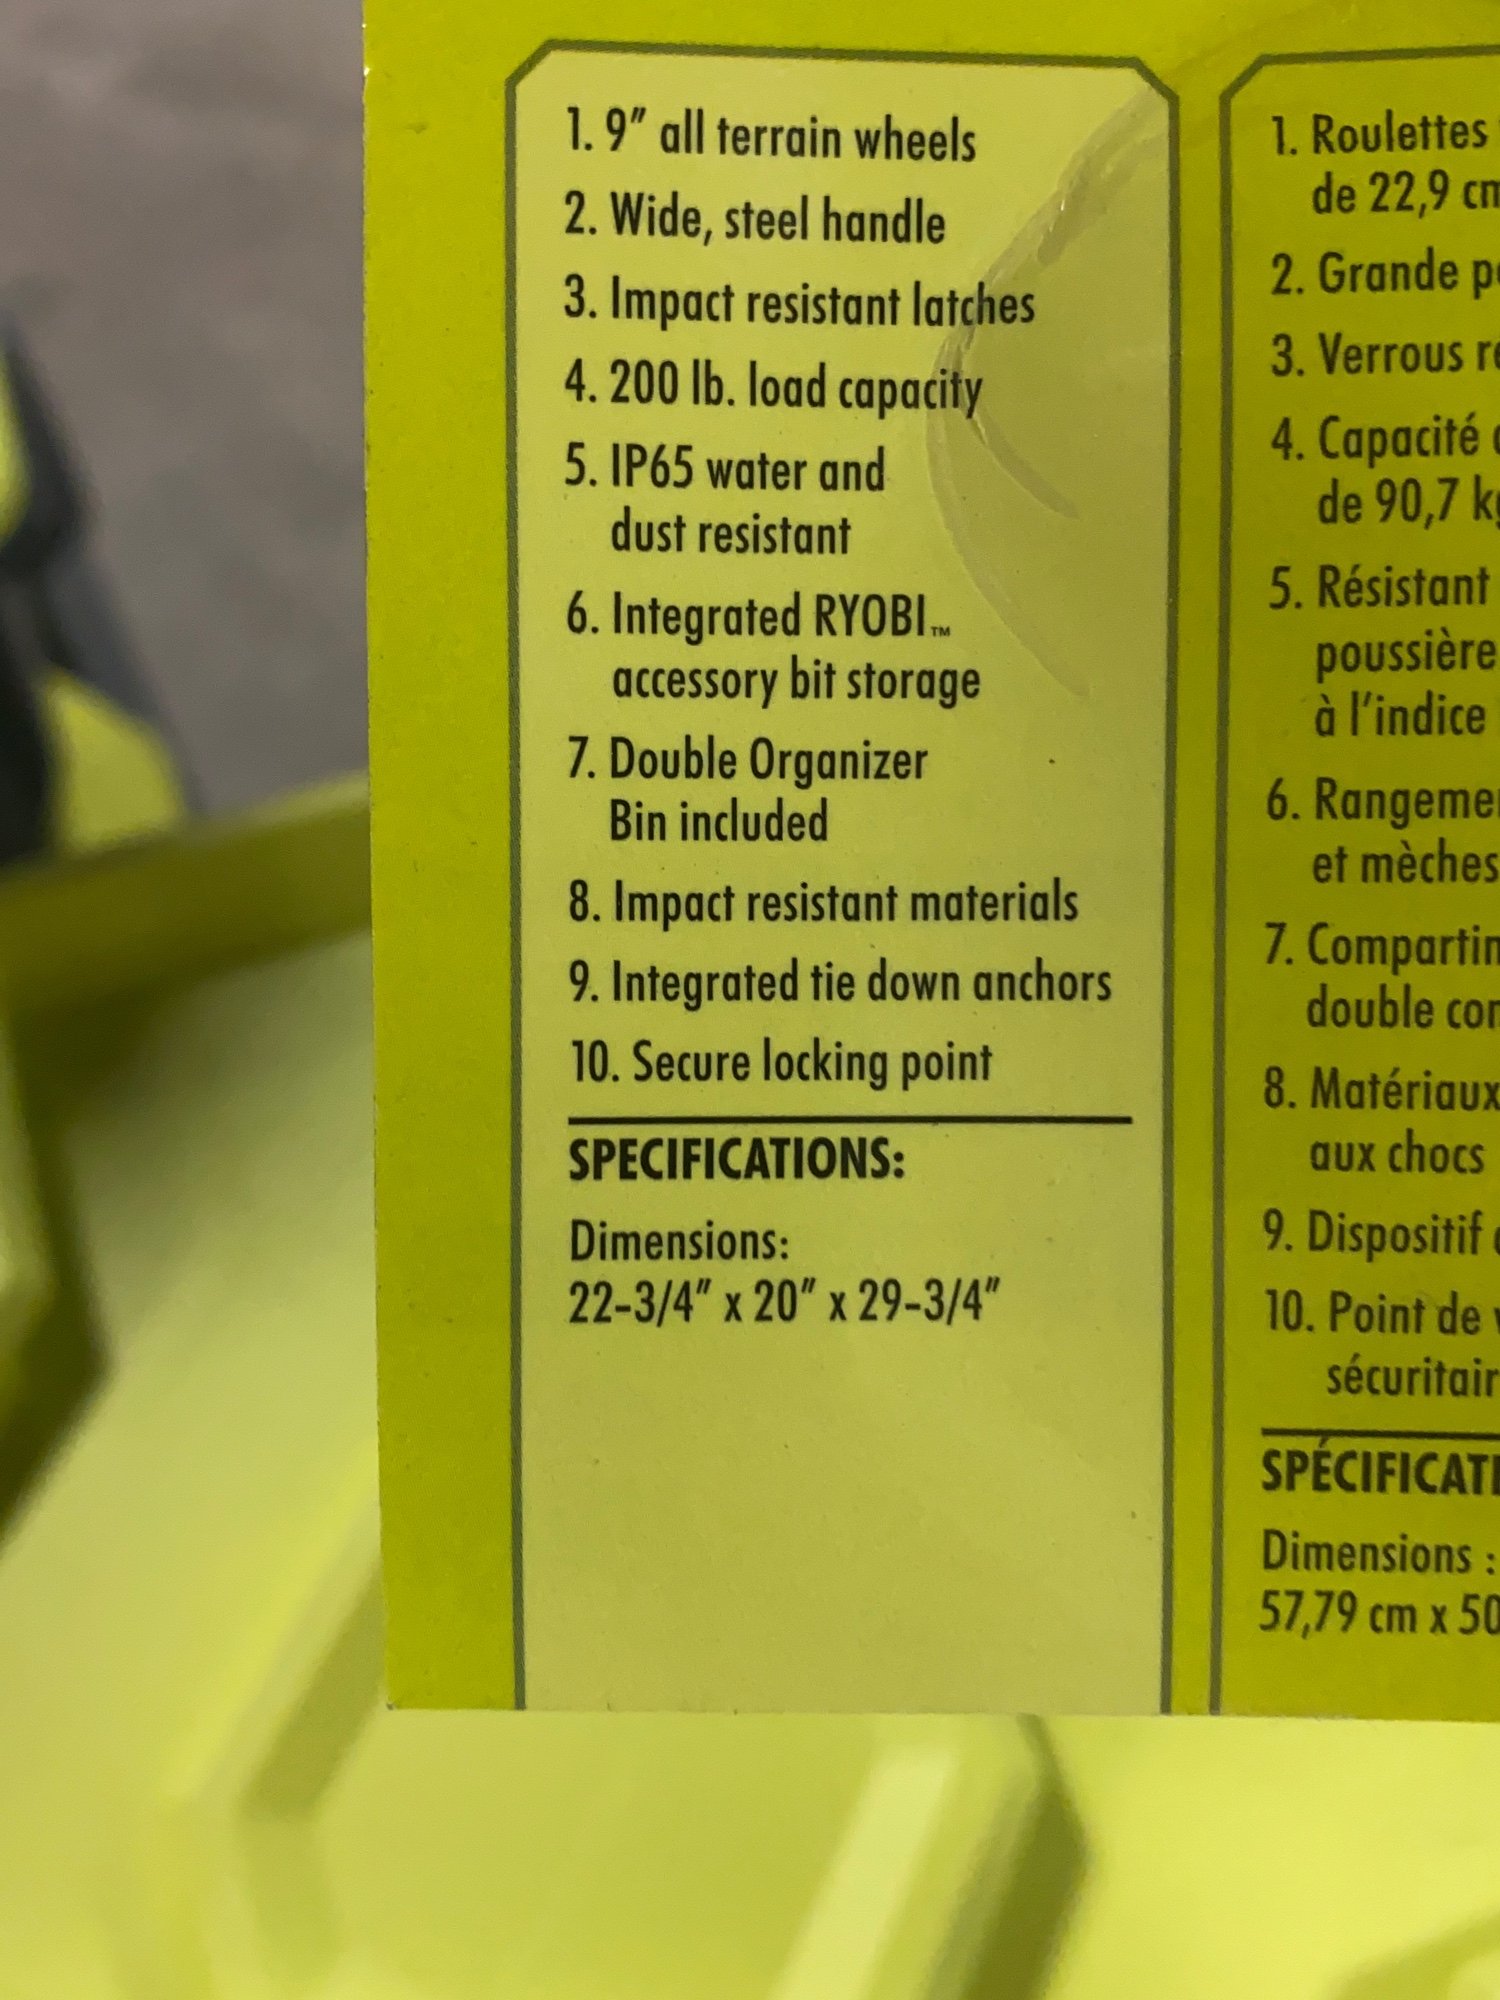 1. 9" all terrain wheels
2. Wide, steel handle
3. Impact resistant latches
4. 200 lb. load capacity
5. IP65 water and
dust resistant
6. Integrated RYOBI™
accessory bit storage
7. Double Organizer
Bin included
8. Impact resistant materials
9. Integrated tie down anchors
10. Secure locking point
SPECIFICATIONS:
Dimensions:
22-3/4" x 20" x 29-3/4"
1. Roulettes
de 22,9 cm
2. Grande
3. Verrous
4. Capacité
de 90,7
5. Résistant
poussière
à l'indice
6.
et mèches
7.
double
8. Matériaux
aux chocs
9. Dispositif
10. Point de
Dimensions :
57,79 cm x 50